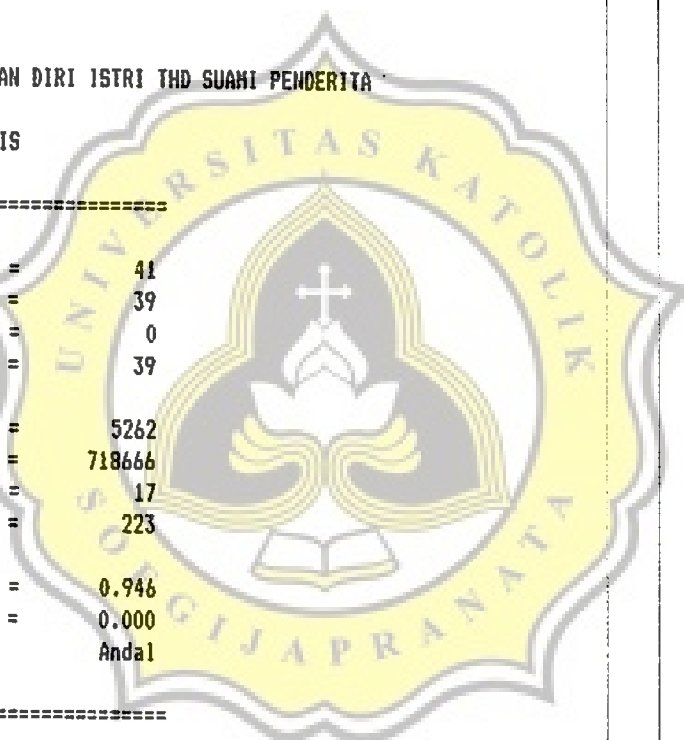 AN DIRI ISTRI THD SUAMI PENDERITA
IS
====================
= 41
= 39
= 0
= 39
= 5262
= 718666
= 17
= 223
= 0.946
= 0.000
Andal
====================
UNIVERSITAS KATOLIK
SOEGIJAPRANATA